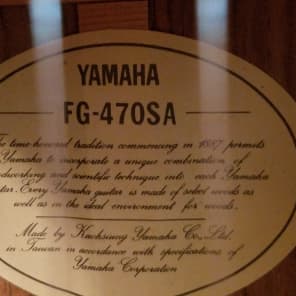 YAMAHA
FG-470SA
The time-honored tradition commencing in 1887 permits
Yamaha to incorporate a unique combination of
woodworking and scientific technique into each Yamaha
guitar. Every Yamaha guitar is made of select woods as
well as in the ideal environment for woods.
Made by Kaohsiung Yamaha Co., Ltd.
in Taiwan in accordance with specifications of
Yamaha Corporation